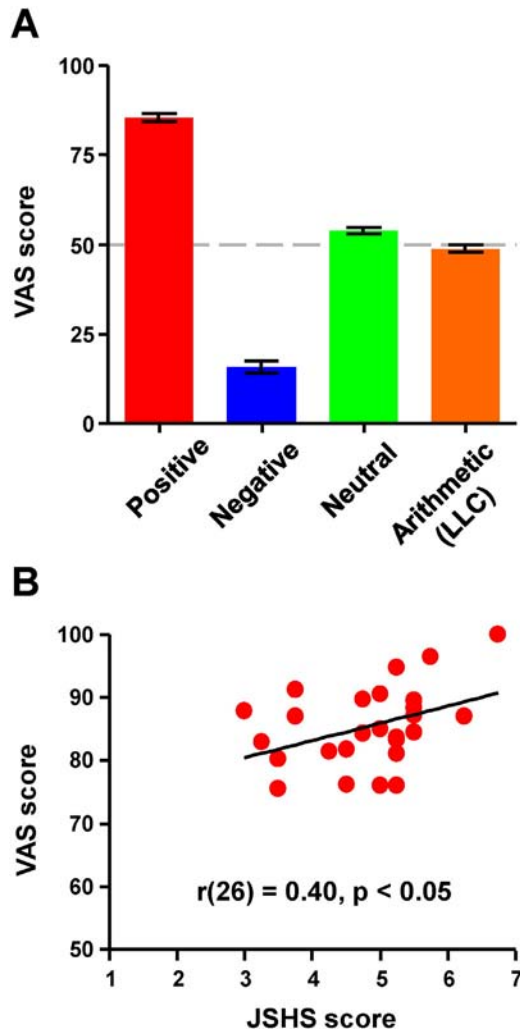 A
100
75
50
25
0
VAS score
Positive
Negative
Neutral
Arithmetic
(LLC)
B
100
90
80
70
60
50
VAS score
r(26) = 0.40, p < 0.05
1 2 3 4 5 6 7
JSHS score